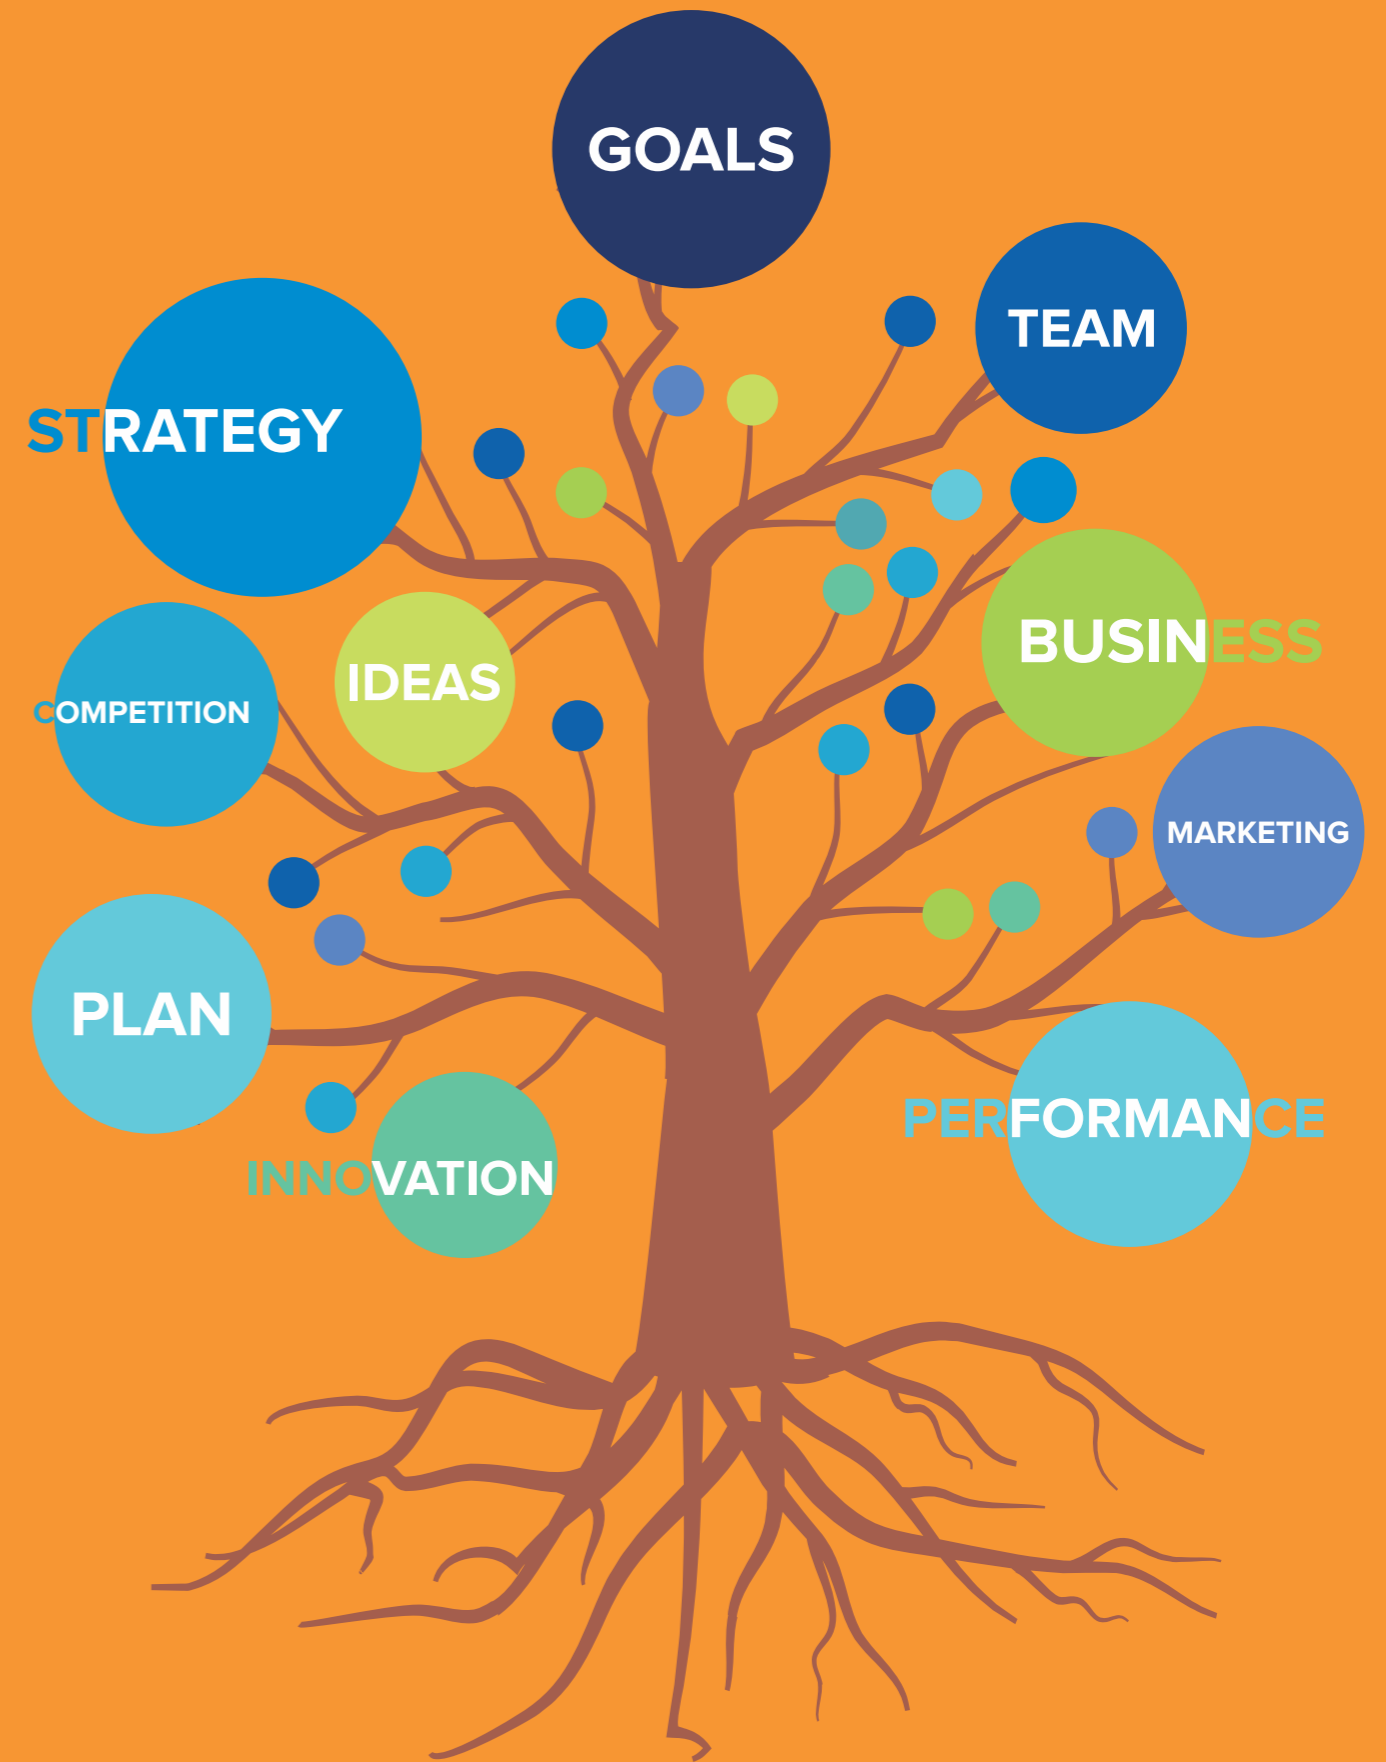 GOALS
TEAM
STRATEGY
BUSINESS
IDEAS
COMPETITION
MARKETING
PLAN
PERFORMANCE
INNOVATION